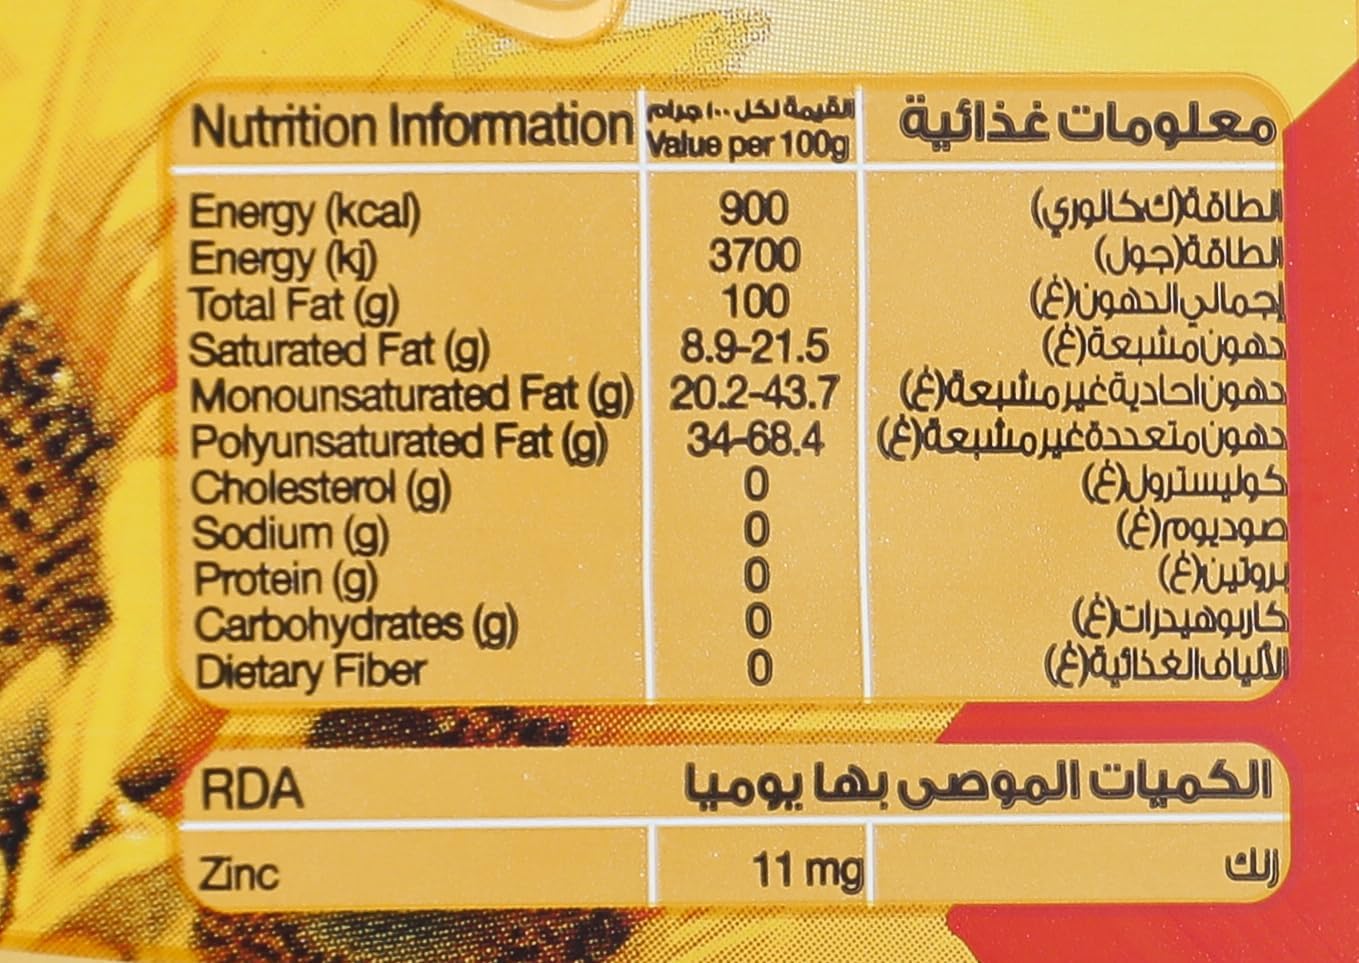 Nutrition Information القيمة لكل ١٠٠ جرام معلومات غذائية
Value per 100g
Energy (kcal) 900 الطاقة(ك.كالوري)
Energy (kj) 3700 الطاقة(جول)
Total Fat (g) 100 إجمالي الدهون(غ)
Saturated Fat (g) 8.9-21.5 دهون مشبعة(غ)
Monounsaturated Fat (g) 20.2-43.7 دهون احادية غير مشبعة(غ)
Polyunsaturated Fat (g) 34-68.4 دهون متعددة غير مشبعة(غ)
Cholesterol (g) 0 كوليسترول(غ)
Sodium (g) 0 صوديوم(غ)
Protein (g) 0 بروتين(غ)
Carbohydrates (g) 0 كاربوهيدرات(غ)
Dietary Fiber 0 الألياف الغذائية(غ)
RDA الكميات الموصى بها يوميا
Zinc 11 mg زنك